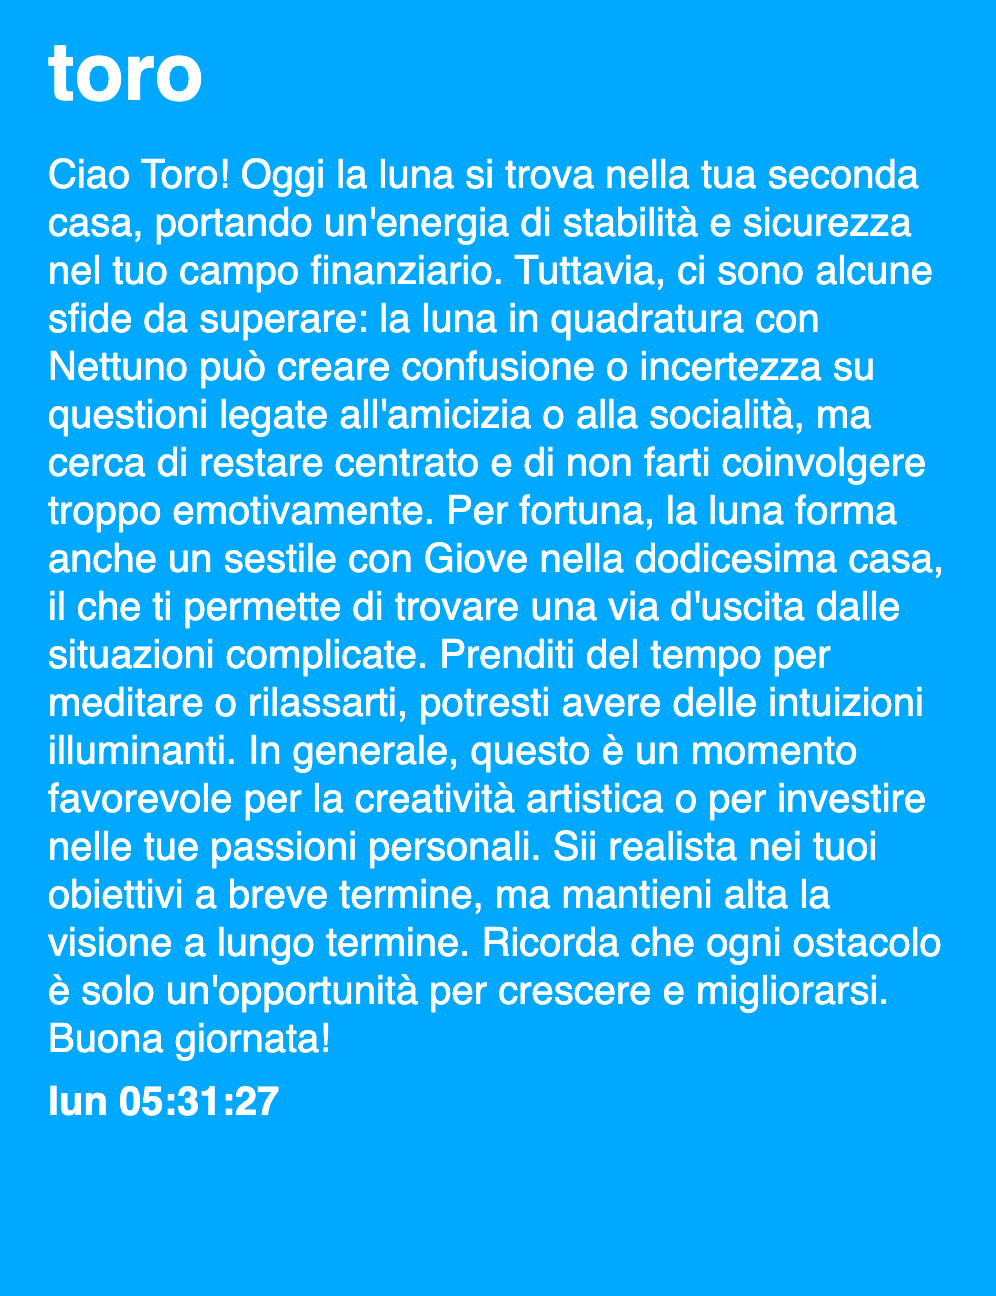 toro
Ciao Toro! Oggi la luna si trova nella tua seconda
casa, portando un'energia di stabilità e sicurezza
nel tuo campo finanziario. Tuttavia, ci sono alcune
sfide da superare: la luna in quadratura con
Nettuno può creare confusione o incertezza su
questioni legate all'amicizia o alla socialità, ma
cerca di restare centrato e di non farti coinvolgere
troppo emotivamente. Per fortuna, la luna forma
anche un sestile con Giove nella dodicesima casa,
il che ti permette di trovare una via d'uscita dalle
situazioni complicate. Prenditi del tempo per
meditare o rilassarti, potresti avere delle intuizioni
illuminanti. In generale, questo è un momento
favorevole per la creatività artistica o per investire
nelle tue passioni personali. Sii realista nei tuoi
obiettivi a breve termine, ma mantieni alta la
visione a lungo termine. Ricorda che ogni ostacolo
è solo un'opportunità per crescere e migliorarsi.
Buona giornata!
lun 05:31:27